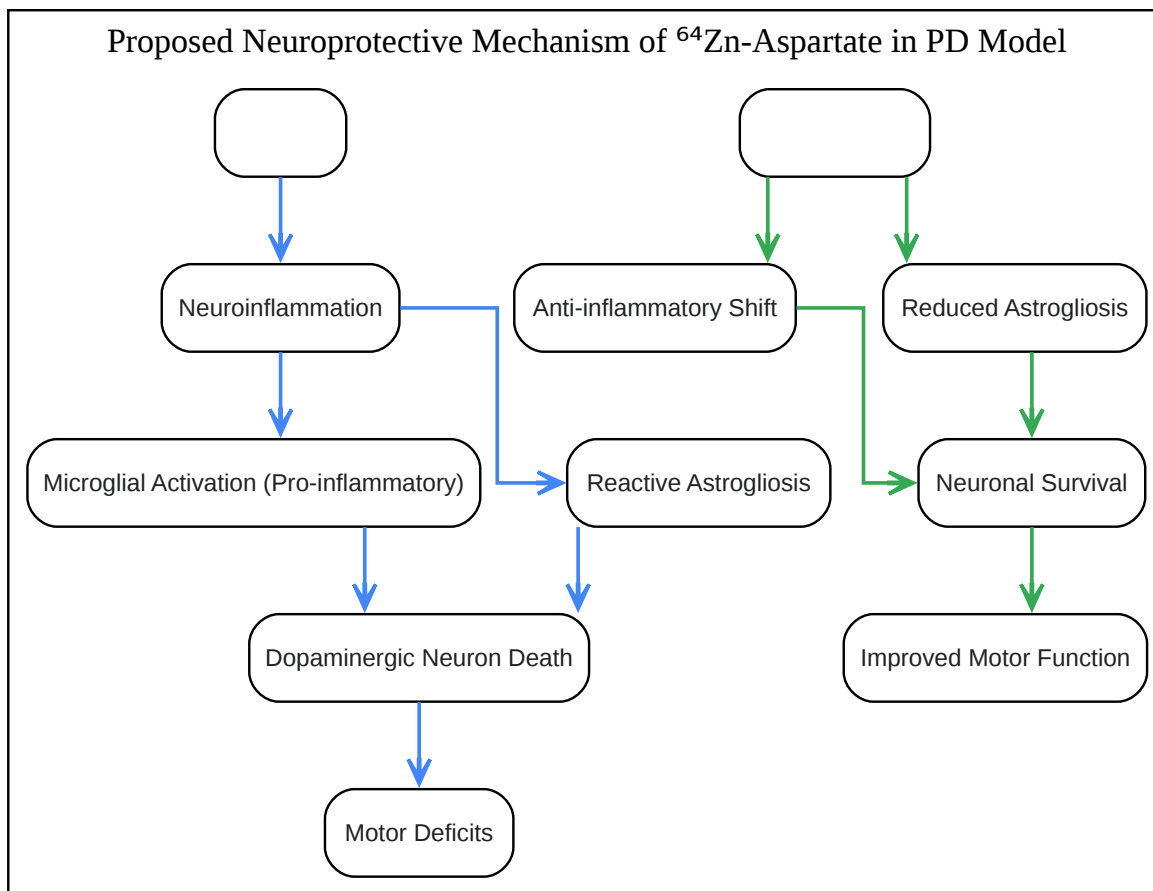 Proposed Neuroprotective Mechanism of ⁶⁴Zn-Aspartate in PD Model
Neuroinflammation
Anti-inflammatory Shift
Reduced Astrogliosis
Microglial Activation (Pro-inflammatory)
Reactive Astrogliosis
Neuronal Survival
Dopaminergic Neuron Death
Improved Motor Function
Motor Deficits